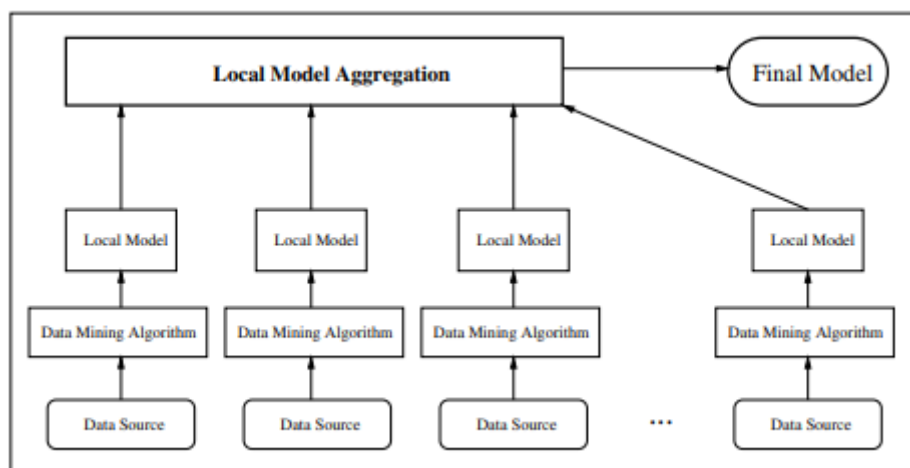 Local Model Aggregation
Final Model
Local Model
Local Model
Local Model
Local Model
Data Mining Algorithm
Data Mining Algorithm
Data Mining Algorithm
Data Mining Algorithm
Data Source
Data Source
Data Source
...
Data Source